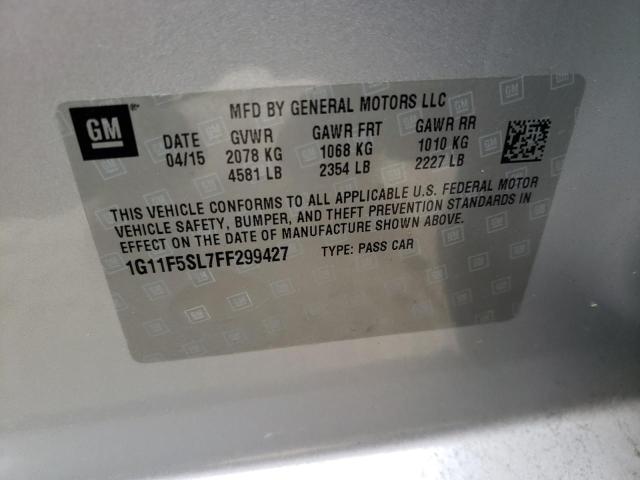 GM
MFD BY GENERAL MOTORS LLC
DATE GVWR GAWR FRT GAWR RR
04/15 2078 KG 1068 KG 1010 KG
4581 LB 2354 LB 2227 LB
THIS VEHICLE CONFORMS TO ALL APPLICABLE U.S. FEDERAL MOTOR
VEHICLE SAFETY, BUMPER, AND THEFT PREVENTION STANDARDS IN
EFFECT ON THE DATE OF MANUFACTURE SHOWN ABOVE.
1G11F5SL7FF299427 TYPE: PASS CAR